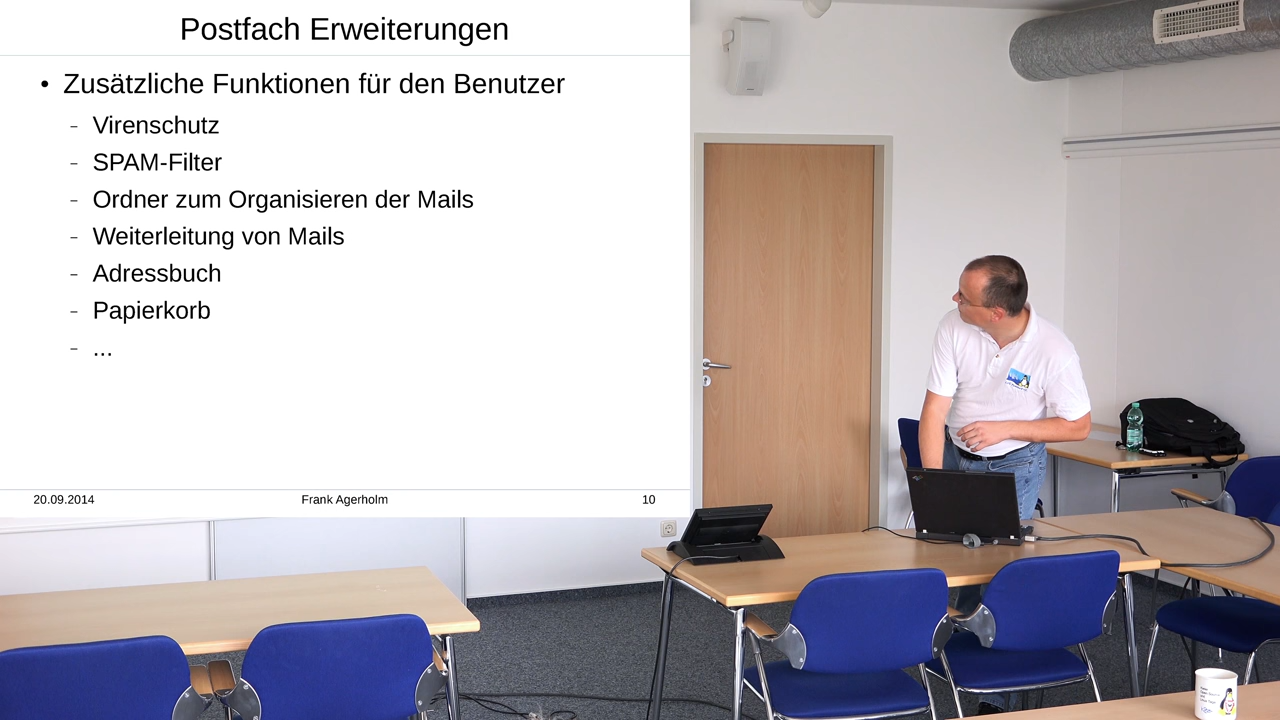 Postfach Erweiterungen
• Zusätzliche Funktionen für den Benutzer
– Virenschutz
– SPAM-Filter
– Ordner zum Organisieren der Mails
– Weiterleitung von Mails
– Adressbuch
– Papierkorb
– ...
20.09.2014 Frank Agerholm 10